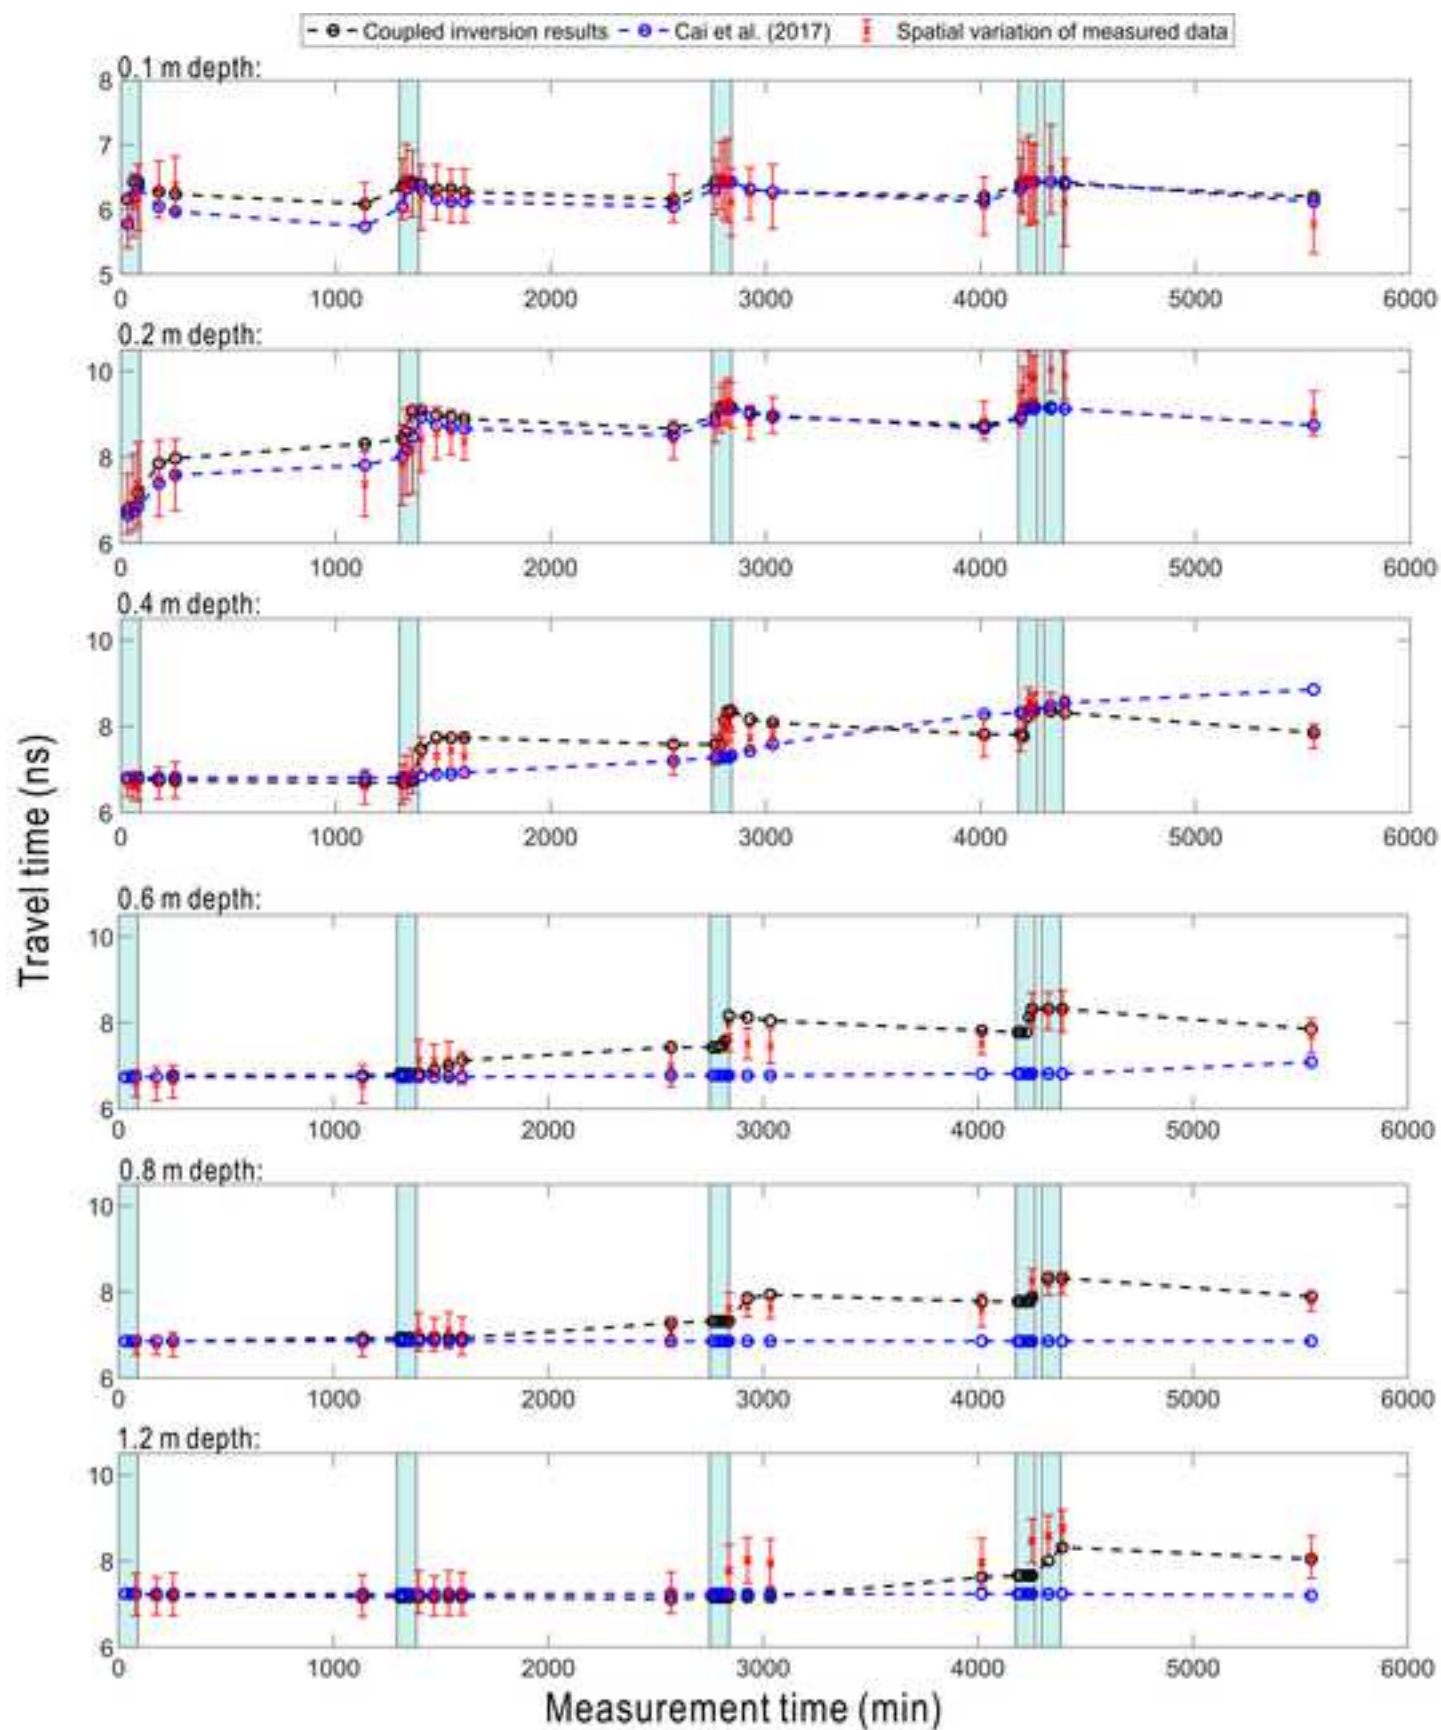 Coupled inversion results Cai et al. (2017) Spatial variation of measured data
0.1 m depth:
8
7
6
5
0 1000 2000 3000 4000 5000 6000
0.2 m depth:
10
8
6
0 1000 2000 3000 4000 5000 6000
0.4 m depth:
10
8
6
0 1000 2000 3000 4000 5000 6000
Travel time (ns)
0.6 m depth:
10
8
6
0 1000 2000 3000 4000 5000 6000
0.8 m depth:
10
8
6
0 1000 2000 3000 4000 5000 6000
1.2 m depth:
10
8
6
0 1000 2000 3000 4000 5000 6000
Measurement time (min)